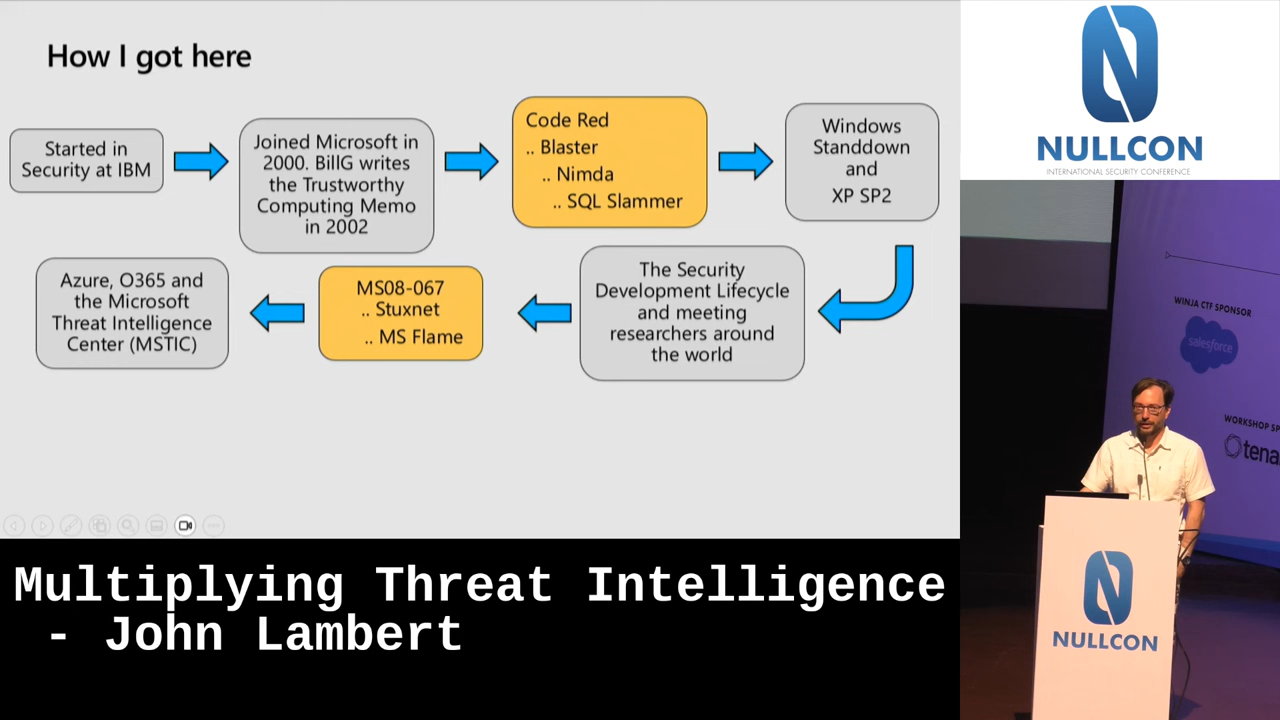 How I got here
Started in
Security at IBM
Joined Microsoft in
2000. BillG writes
the Trustworthy
Computing Memo
in 2002
Code Red
.. Blaster
.. Nimda
.. SQL Slammer
Windows
Standdown
and
XP SP2
The Security
Development Lifecycle
and meeting
researchers around
the world
MS08-067
.. Stuxnet
.. MS Flame
Azure, O365 and
the Microsoft
Threat Intelligence
Center (MSTIC)
Multiplying Threat Intelligence
- John Lambert
NULLCON
INTERNATIONAL SECURITY CONFERENCE
WINJA CTF SPONSOR
salesforce
WORKSHOP SP
tena
NULLCON